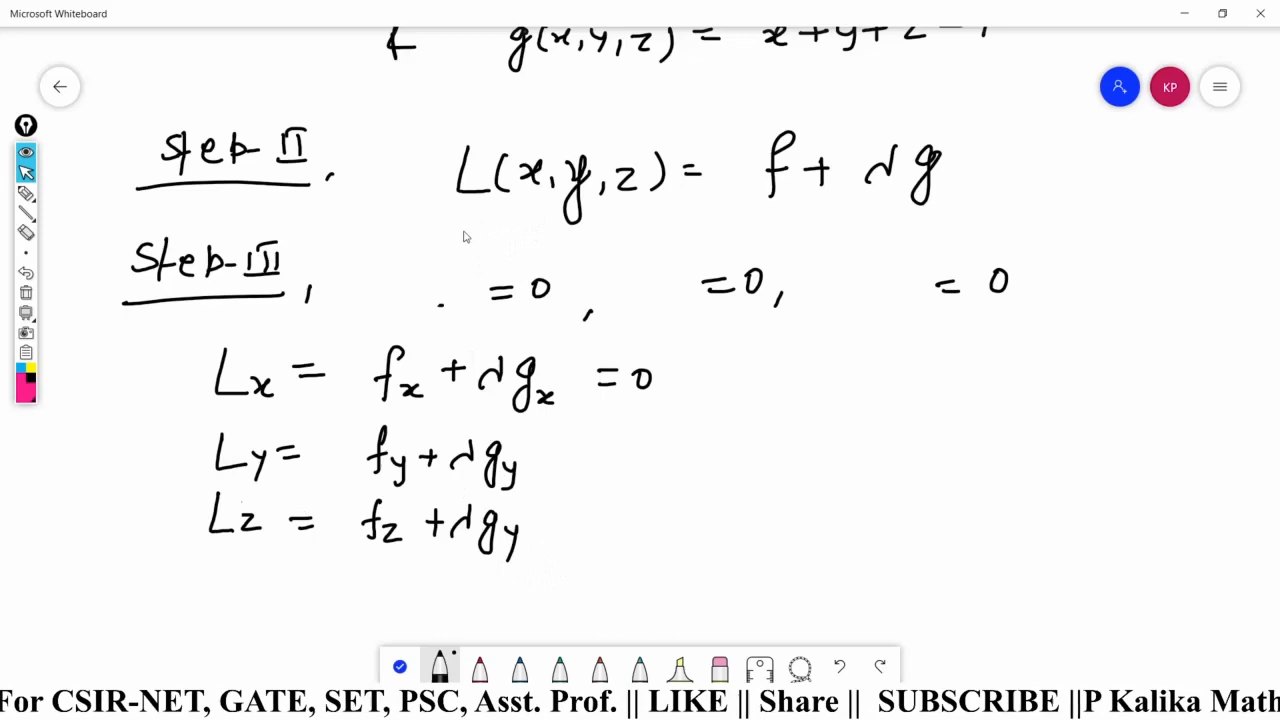 Microsoft Whiteboard
g(x,y,z) = x+y+z-1
KP
Step-II, L(x,y,z) = f + λg
Step-III, =0, =0, =0
Lx = fx + λgx =0
Ly = fy + λgy
Lz = fz + λgy
For CSIR-NET, GATE, SET, PSC, Asst. Prof. || LIKE || Share || SUBSCRIBE ||P Kalika Math